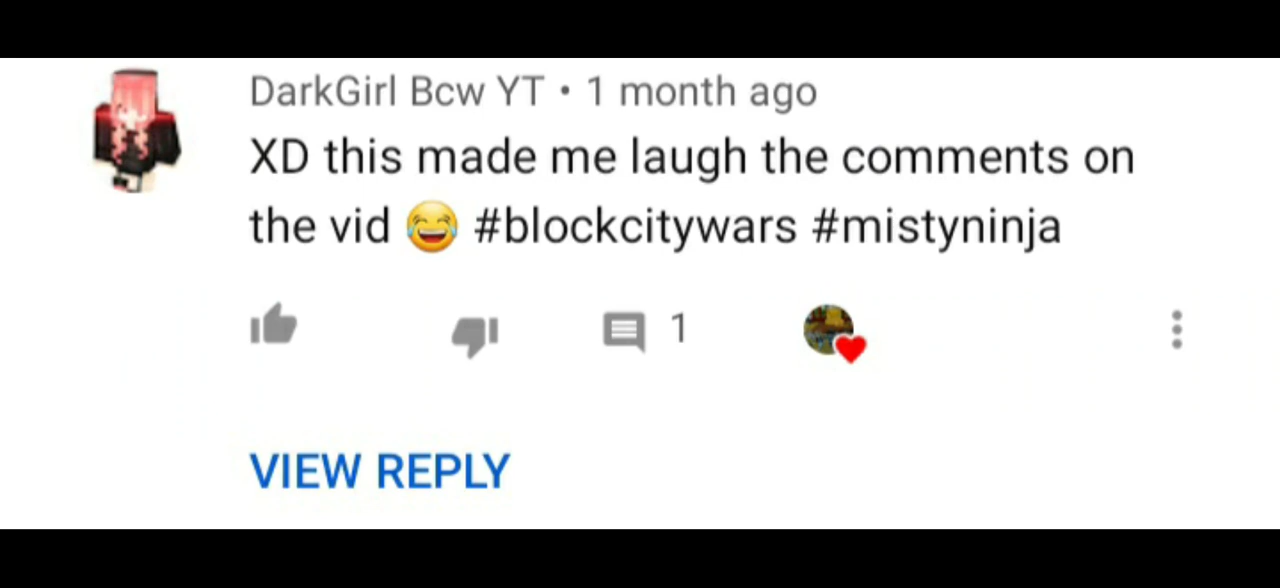 DarkGirl Bcw YT • 1 month ago
XD this made me laugh the comments on
the vid 😂 #blockcitywars #mistyninja
1
VIEW REPLY